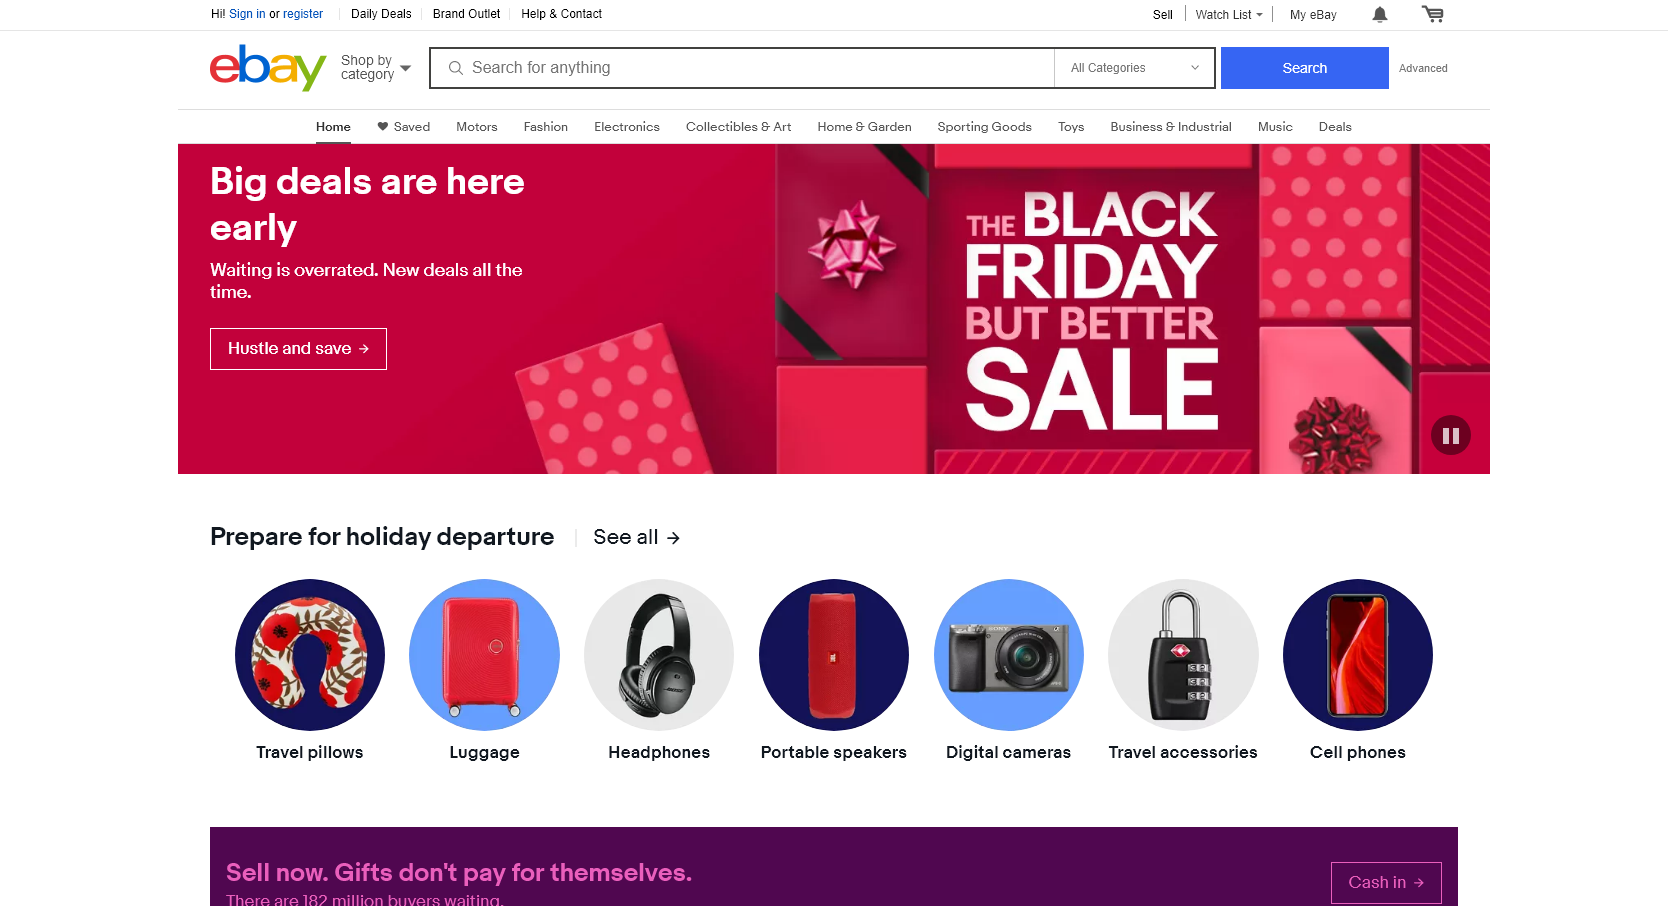 Hi! Sign in or register
Daily Deals
Brand Outlet
Help & Contact
Sell
Watch List
My eBay
ebay
Shop by
category
Search for anything
All Categories
Search
Advanced
Home
Saved
Motors
Fashion
Electronics
Collectibles & Art
Home & Garden
Sporting Goods
Toys
Business & Industrial
Music
Deals
Big deals are here
early
Waiting is overrated. New deals all the
time.
Hustle and save →
THE BLACK
FRIDAY
BUT BETTER
SALE
Prepare for holiday departure
See all →
SONY
BOSE
JBL
Travel pillows
Luggage
Headphones
Portable speakers
Digital cameras
Travel accessories
Cell phones
Sell now. Gifts don't pay for themselves.
There are 182 million buyers waiting.
Cash in →